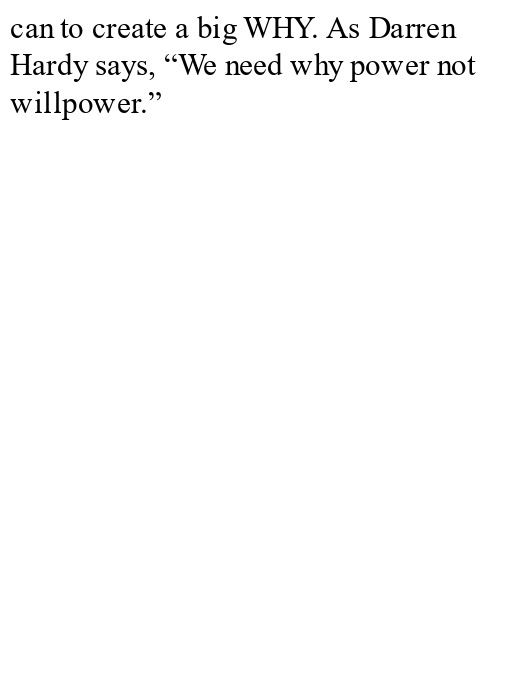 can to create a big WHY. As Darren
Hardy says, “We need why power not
willpower.”